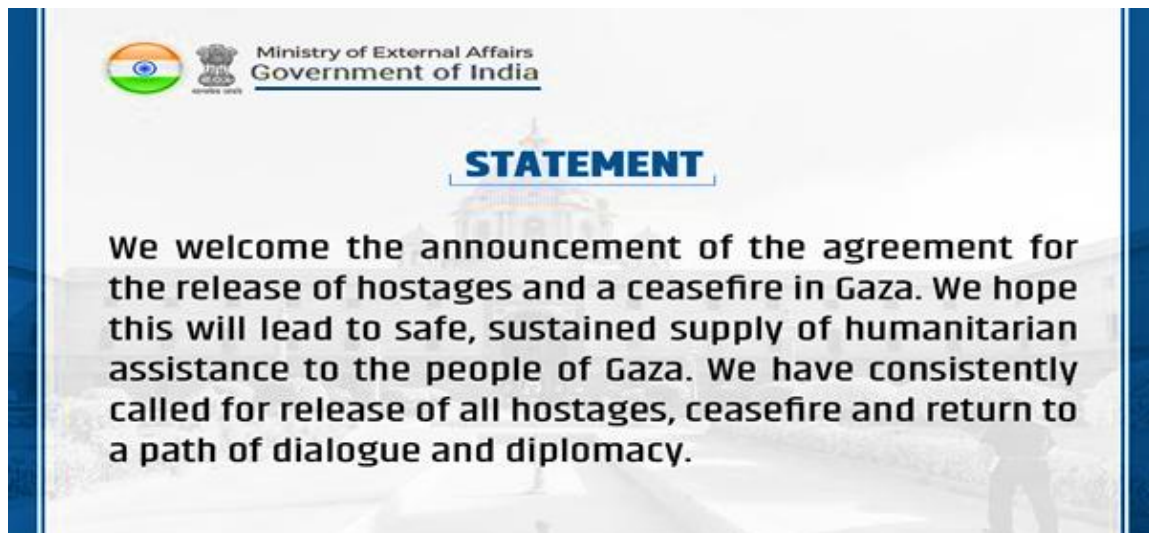 Ministry of External Affairs
Government of India
STATEMENT
We welcome the announcement of the agreement for
the release of hostages and a ceasefire in Gaza. We hope
this will lead to safe, sustained supply of humanitarian
assistance to the people of Gaza. We have consistently
called for release of all hostages, ceasefire and return to
a path of dialogue and diplomacy.